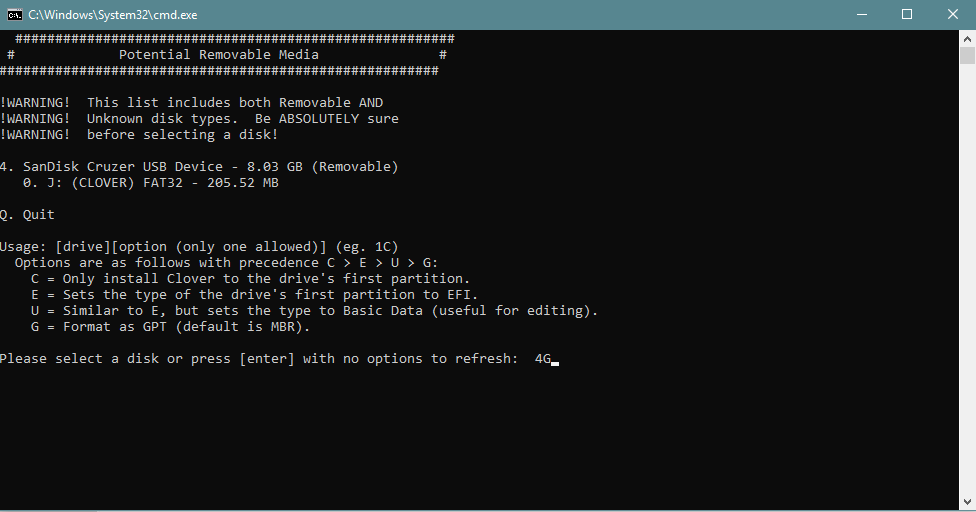 C:\Windows\System32\cmd.exe
#######################################################
# Potential Removable Media #
#######################################################
!WARNING! This list includes both Removable AND
!WARNING! Unknown disk types. Be ABSOLUTELY sure
!WARNING! before selecting a disk!
4. SanDisk Cruzer USB Device - 8.03 GB (Removable)
0. J: (CLOVER) FAT32 - 205.52 MB
Q. Quit
Usage: [drive][option (only one allowed)] (eg. 1C)
Options are as follows with precedence C > E > U > G:
C = Only install Clover to the drive's first partition.
E = Sets the type of the drive's first partition to EFI.
U = Similar to E, but sets the type to Basic Data (useful for editing).
G = Format as GPT (default is MBR).
Please select a disk or press [enter] with no options to refresh: 4G